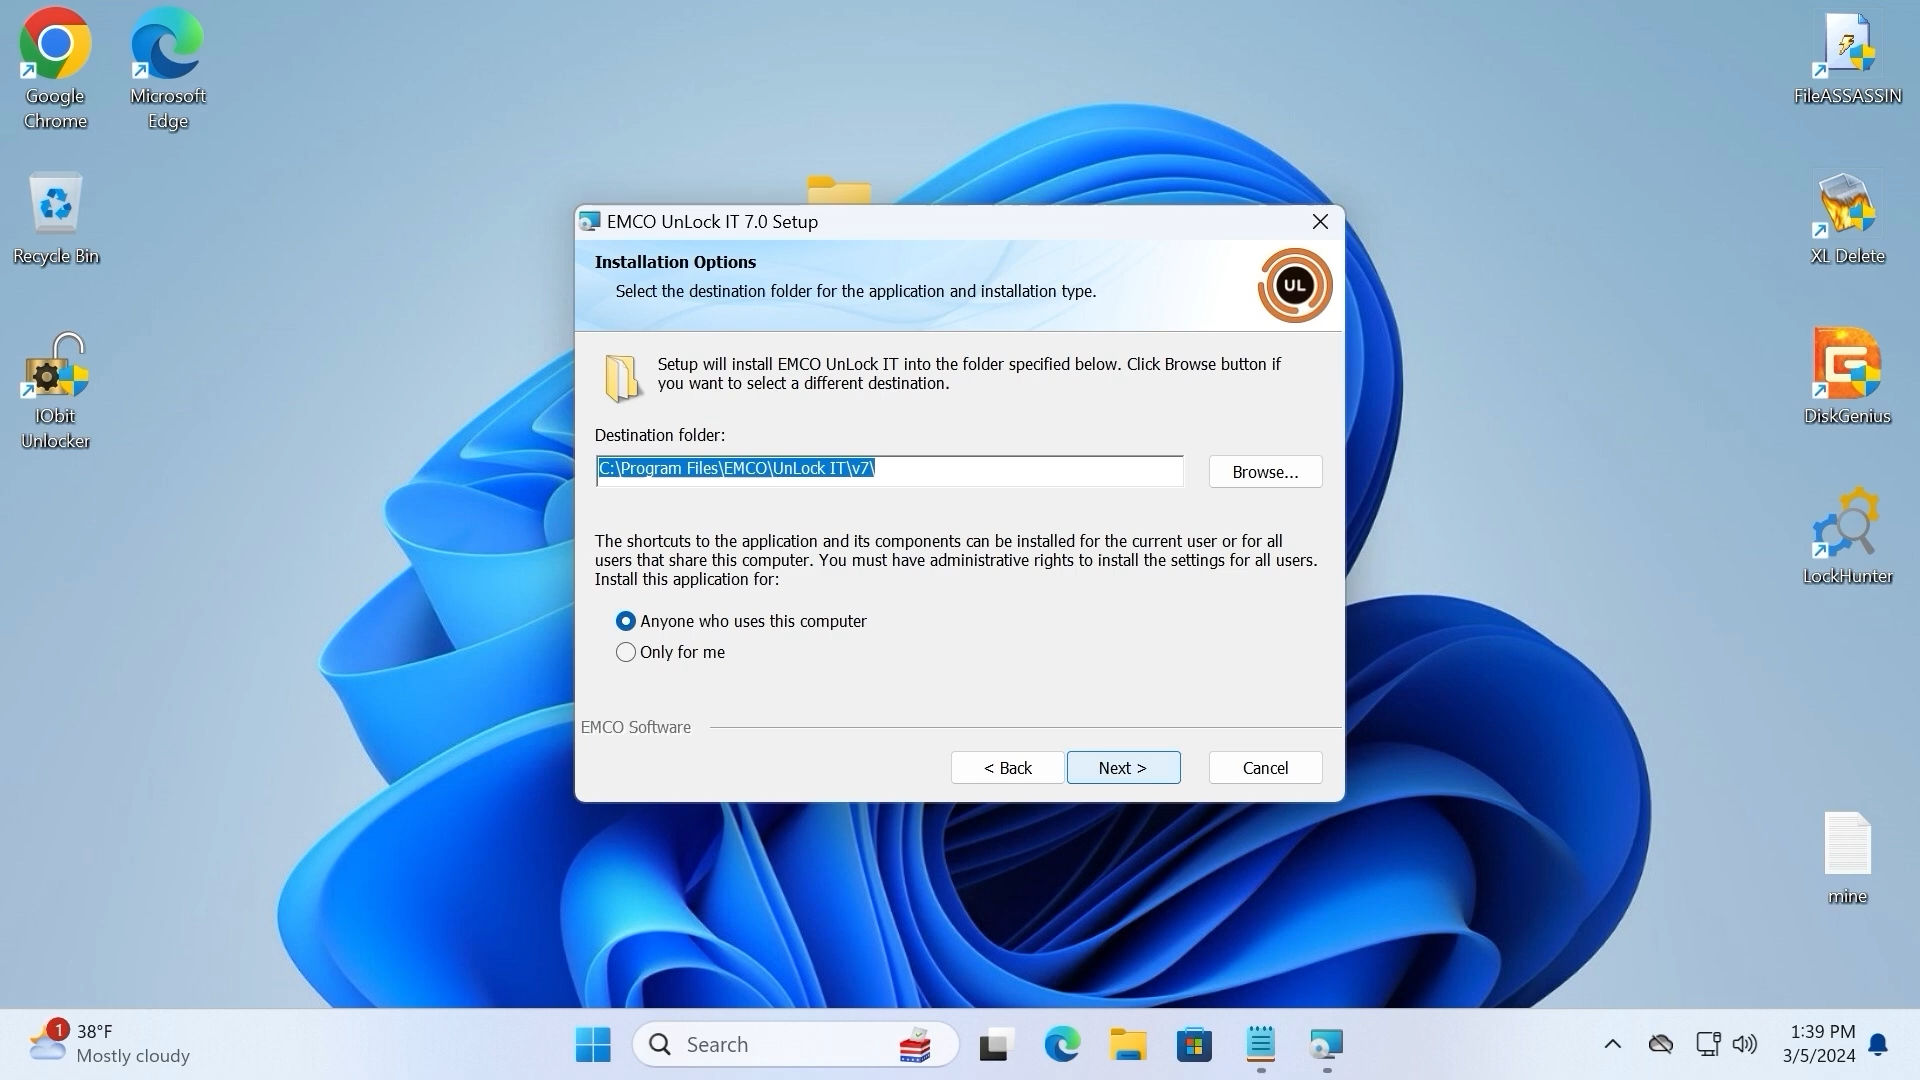 Google
Chrome
Microsoft
Edge
Recycle Bin
IObit
Unlocker
EMCO UnLock IT 7.0 Setup
Installation Options
Select the destination folder for the application and installation type.
UL
Setup will install EMCO UnLock IT into the folder specified below. Click Browse button if
you want to select a different destination.
Destination folder:
C:\Program Files\EMCO\UnLock IT\v7\
Browse...
The shortcuts to the application and its components can be installed for the current user or for all
users that share this computer. You must have administrative rights to install the settings for all users.
Install this application for:
Anyone who uses this computer
Only for me
EMCO Software
< Back
Next >
Cancel
FileASSASSIN
XL Delete
DiskGenius
LockHunter
mine
1
38°F
Mostly cloudy
Search
1:39 PM
3/5/2024